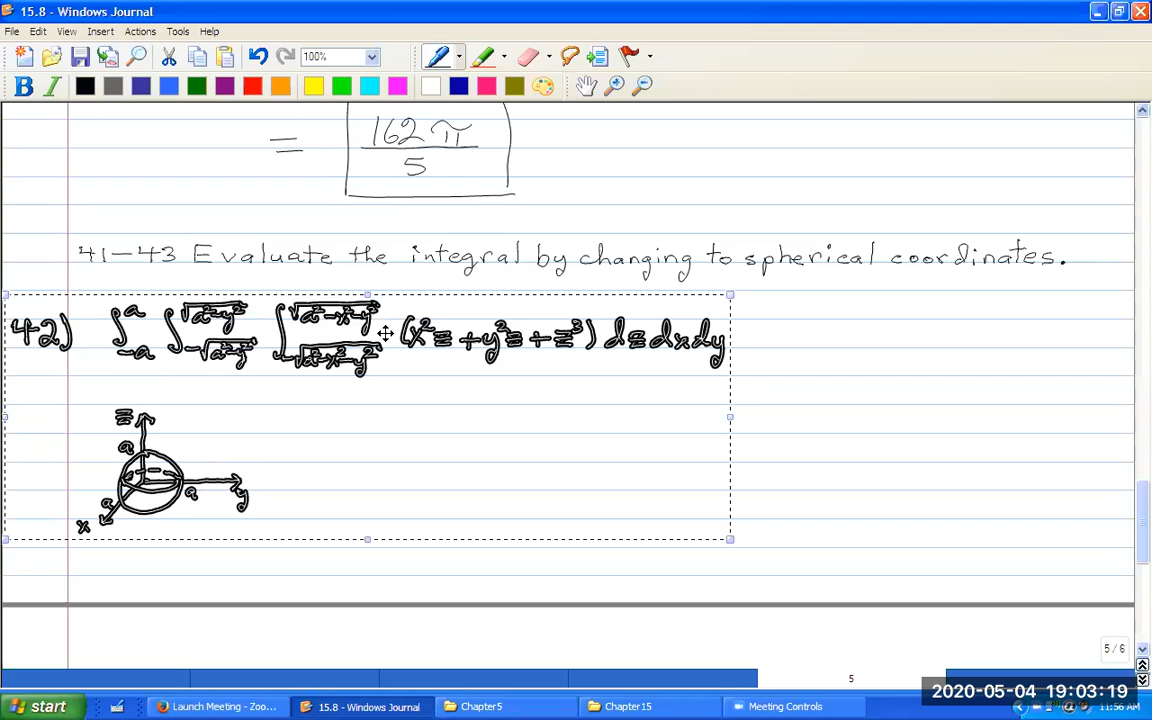 15.8 - Windows Journal
File Edit View Insert Actions Tools Help
100%
B I
= 162π/5
41-43 Evaluate the integral by changing to spherical coordinates.
42) ∫_{-a}^{a} ∫_{-√(a²-y²)}^{√(a²-y²)} ∫_{-√(a²-x²-y²)}^{√(a²-x²-y²)} (x²z + y²z + z³) dz dx dy
z
a
a
a
y
x
5 / 6
5
2020-05-04 19:03:19
start Launch Meeting - Zoo... 15.8 - Windows Journal Chapter5 Chapter15 Meeting Controls 11:56 AM